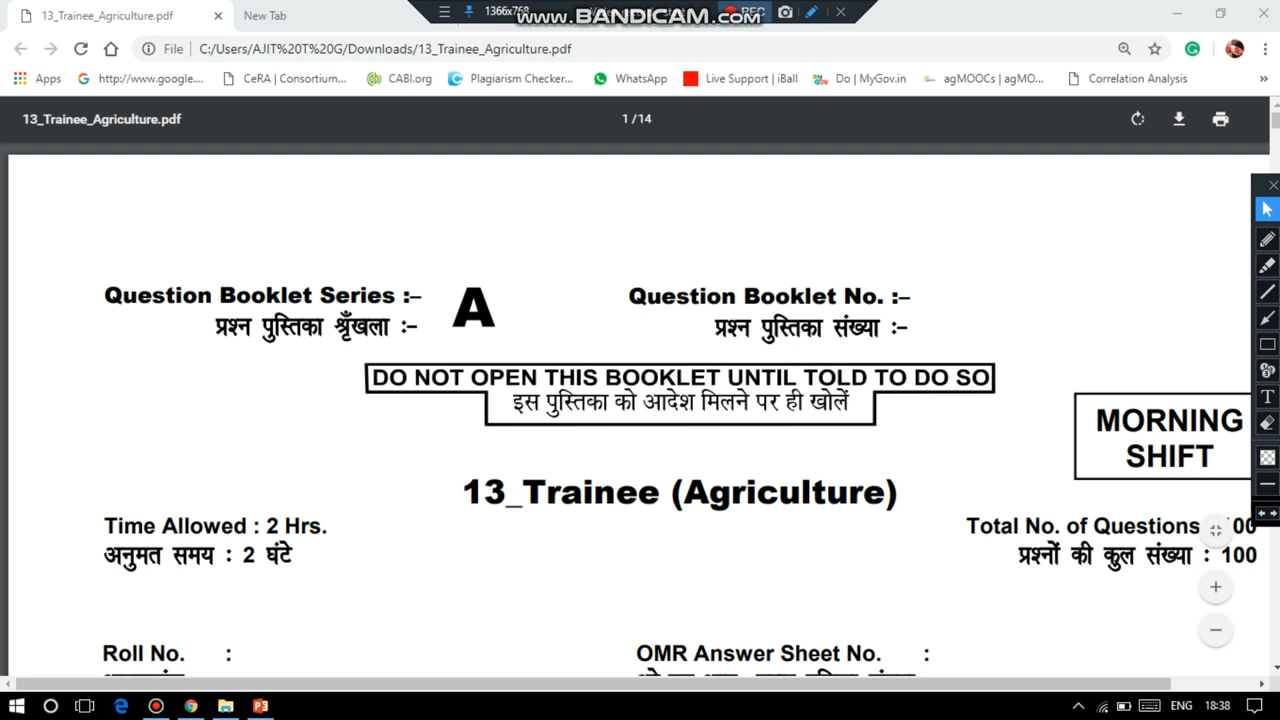 1366x768
www.BANDICAM.com
REC
13_Trainee_Agriculture.pdf
New Tab
File
C:/Users/AJIT%20T%20G/Downloads/13_Trainee_Agriculture.pdf
Apps
http://www.google....
CeRA | Consortium...
CABI.org
Plagiarism Checker...
WhatsApp
Live Support | iBall
Do | MyGov.in
agMOOCs | agMO...
Correlation Analysis
»
13_Trainee_Agriculture.pdf
1 / 14
Question Booklet Series :– A
Question Booklet No. :–
प्रश्न पुस्तिका श्रृँखला :-
प्रश्न पुस्तिका संख्या :-
DO NOT OPEN THIS BOOKLET UNTIL TOLD TO DO SO
इस पुस्तिका को आदेश मिलने पर ही खोलें
MORNING
SHIFT
13_Trainee (Agriculture)
Time Allowed : 2 Hrs.
Total No. of Questions
अनुमत समय : 2 घंटे
प्रश्नों की कुल संख्या : 100
Roll No. :
OMR Answer Sheet No. :
ENG
18:38